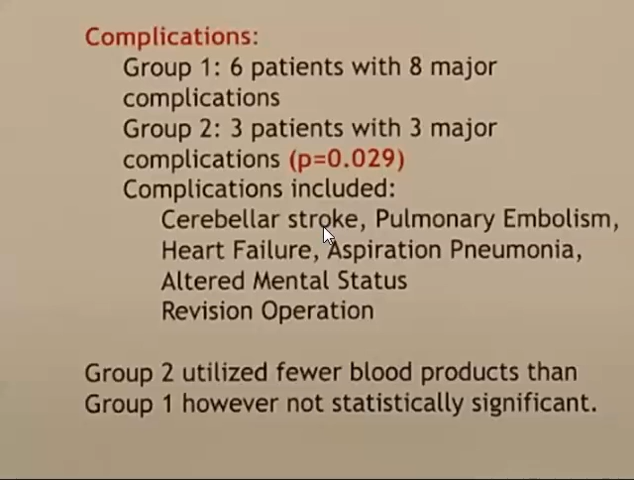 Complications:
Group 1: 6 patients with 8 major
complications
Group 2: 3 patients with 3 major
complications (p=0.029)
Complications included:
Cerebellar stroke, Pulmonary Embolism,
Heart Failure, Aspiration Pneumonia,
Altered Mental Status
Revision Operation
Group 2 utilized fewer blood products than
Group 1 however not statistically significant.